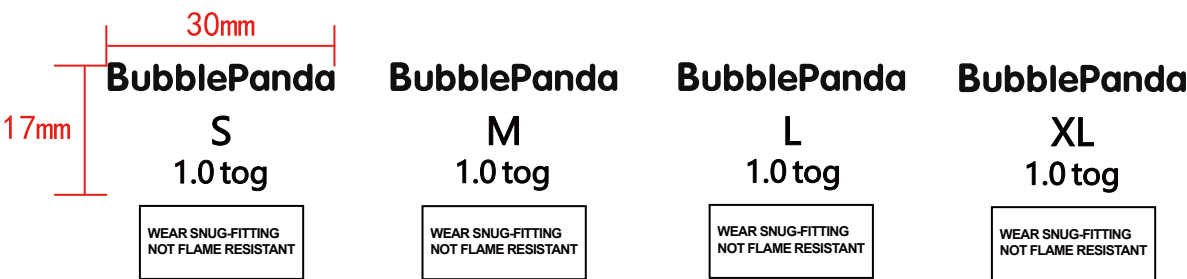 30mm
17mm
BubblePanda
S
1.0 tog
WEAR SNUG-FITTING
NOT FLAME RESISTANT
BubblePanda
M
1.0 tog
WEAR SNUG-FITTING
NOT FLAME RESISTANT
BubblePanda
L
1.0 tog
WEAR SNUG-FITTING
NOT FLAME RESISTANT
BubblePanda
XL
1.0 tog
WEAR SNUG-FITTING
NOT FLAME RESISTANT